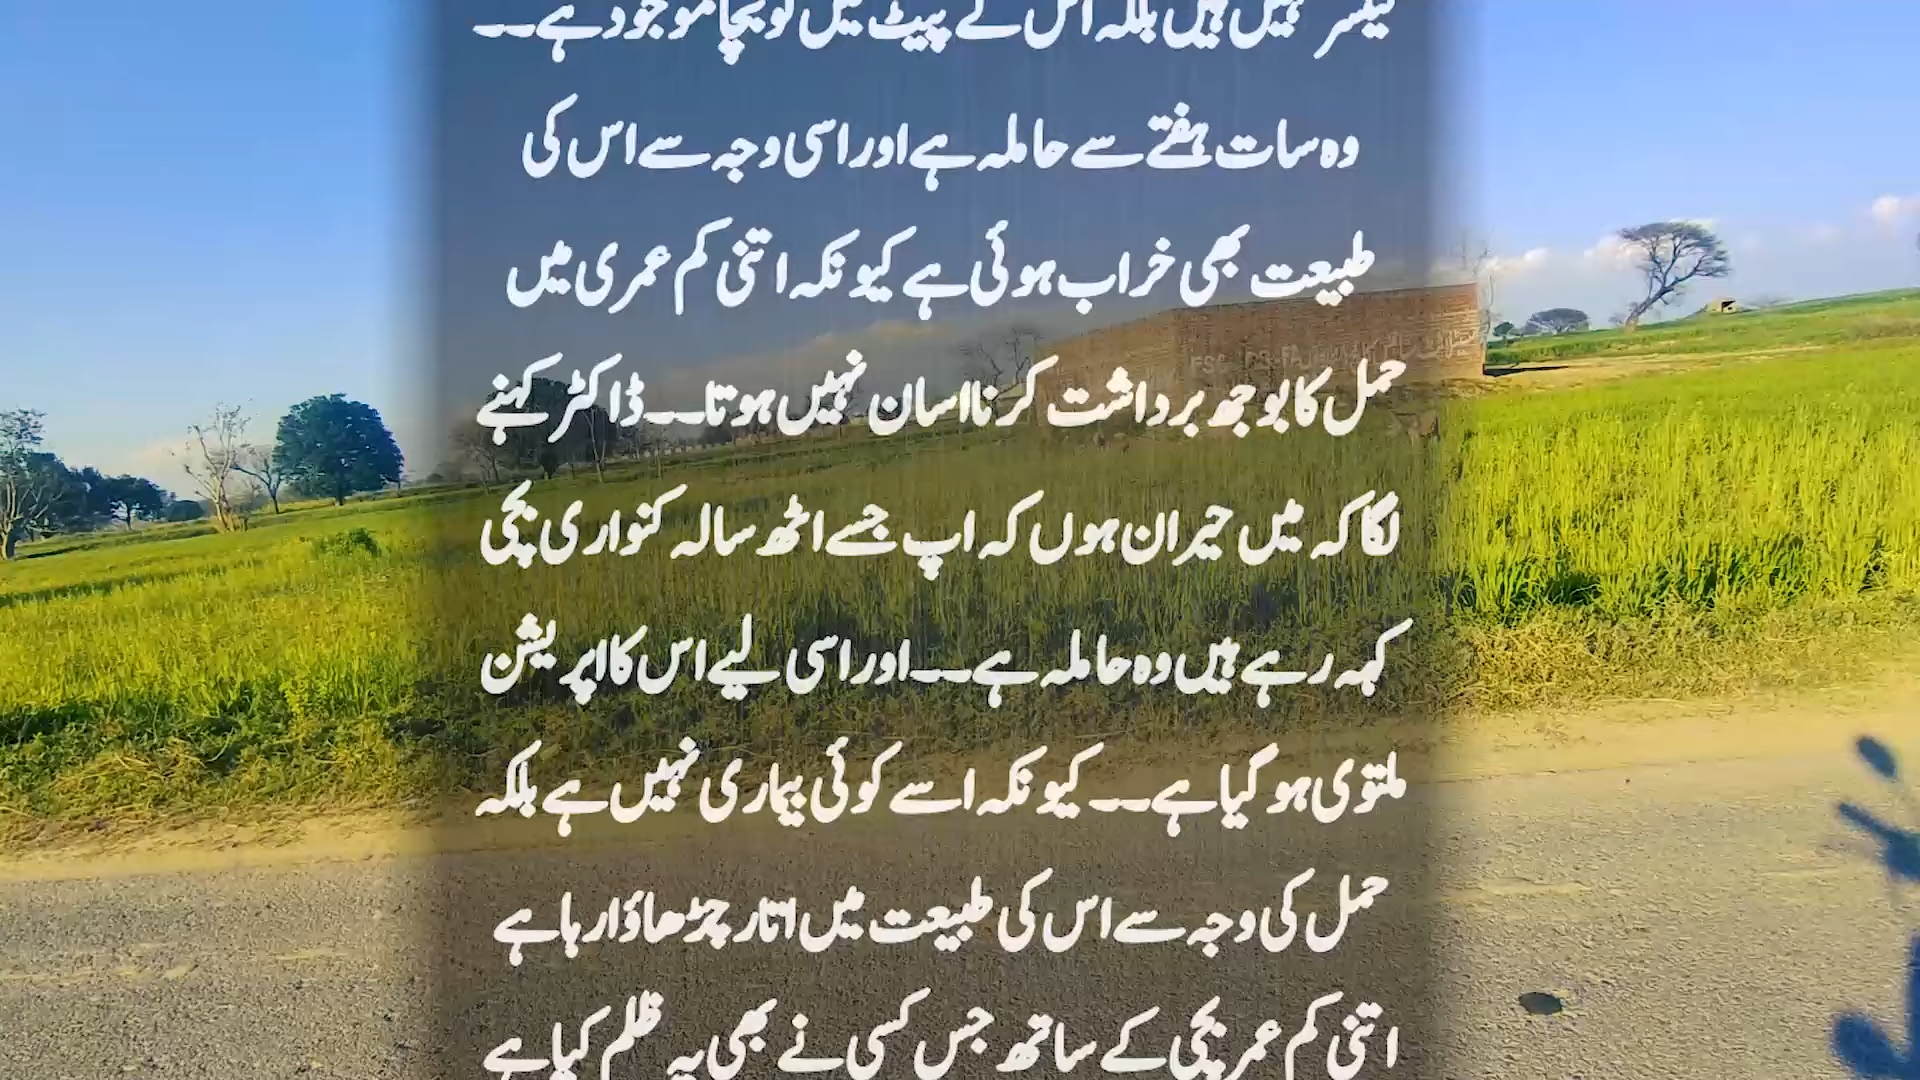 کینسر نہیں ہیں بلکہ اس کے پیٹ میں تو بچا موجود ہے۔۔
وہ سات ہفتے سے حاملہ ہے اور اسی وجہ سے اس کی
طبیعت بھی خراب ہوئی ہے کیونکہ اتنی کم عمری میں
حمل کا بوجھ برداشت کرنا اسان نہیں ہوتا۔۔ ڈاکٹر کہنے
لگا کہ میں حیران ہوں کہ اپ جسے اٹھ سالہ کنواری بچی
کہہ رہے ہیں وہ حاملہ ہے۔۔ اور اسی لیے اس کا اپریشن
ملتوی ہو گیا ہے۔۔ کیونکہ اسے کوئی بیماری نہیں ہے بلکہ
حمل کی وجہ سے اس کی طبیعت میں اتار چڑھاؤ ا رہا ہے
اتنی کم عمر بچی کے ساتھ جس کسی نے بھی یہ ظلم کیا ہے